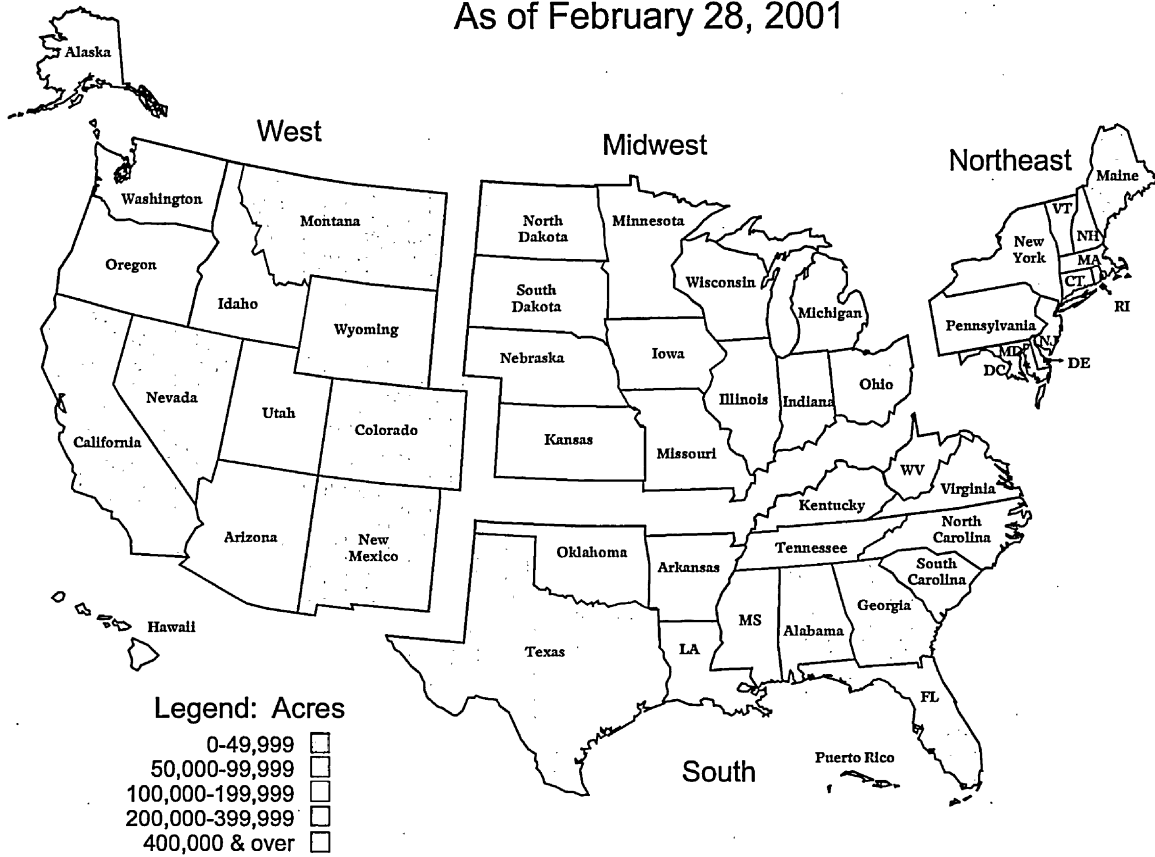 As of February 28, 2001
Alaska
West
Midwest
Northeast
Washington
Montana
Oregon
Idaho
Wyoming
Nevada
Utah
Colorado
California
Arizona
New
Mexico
Hawaii
North
Dakota
Minnesota
South
Dakota
Wisconsin
Michigan
Nebraska
Iowa
Illinois
Indiana
Ohio
Kansas
Missouri
Maine
VT
NH
New
York
MA
CT
RI
Pennsylvania
NJ
MD
DE
DC
WV
Virginia
Kentucky
North
Carolina
Tennessee
South
Carolina
Oklahoma
Arkansas
Georgia
MS
Alabama
Texas
LA
FL
Puerto Rico
South
Legend: Acres
0-49,999
50,000-99,999
100,000-199,999
200,000-399,999
400,000 & over